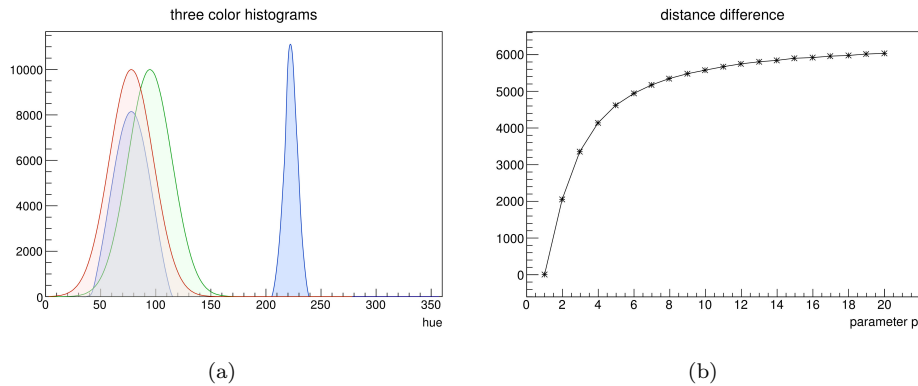 three color histograms
10000
8000
6000
4000
2000
0
0 50 100 150 200 250 300 350
hue
(a)
distance difference
6000
5000
4000
3000
2000
1000
0
0 2 4 6 8 10 12 14 16 18 20
parameter p
(b)